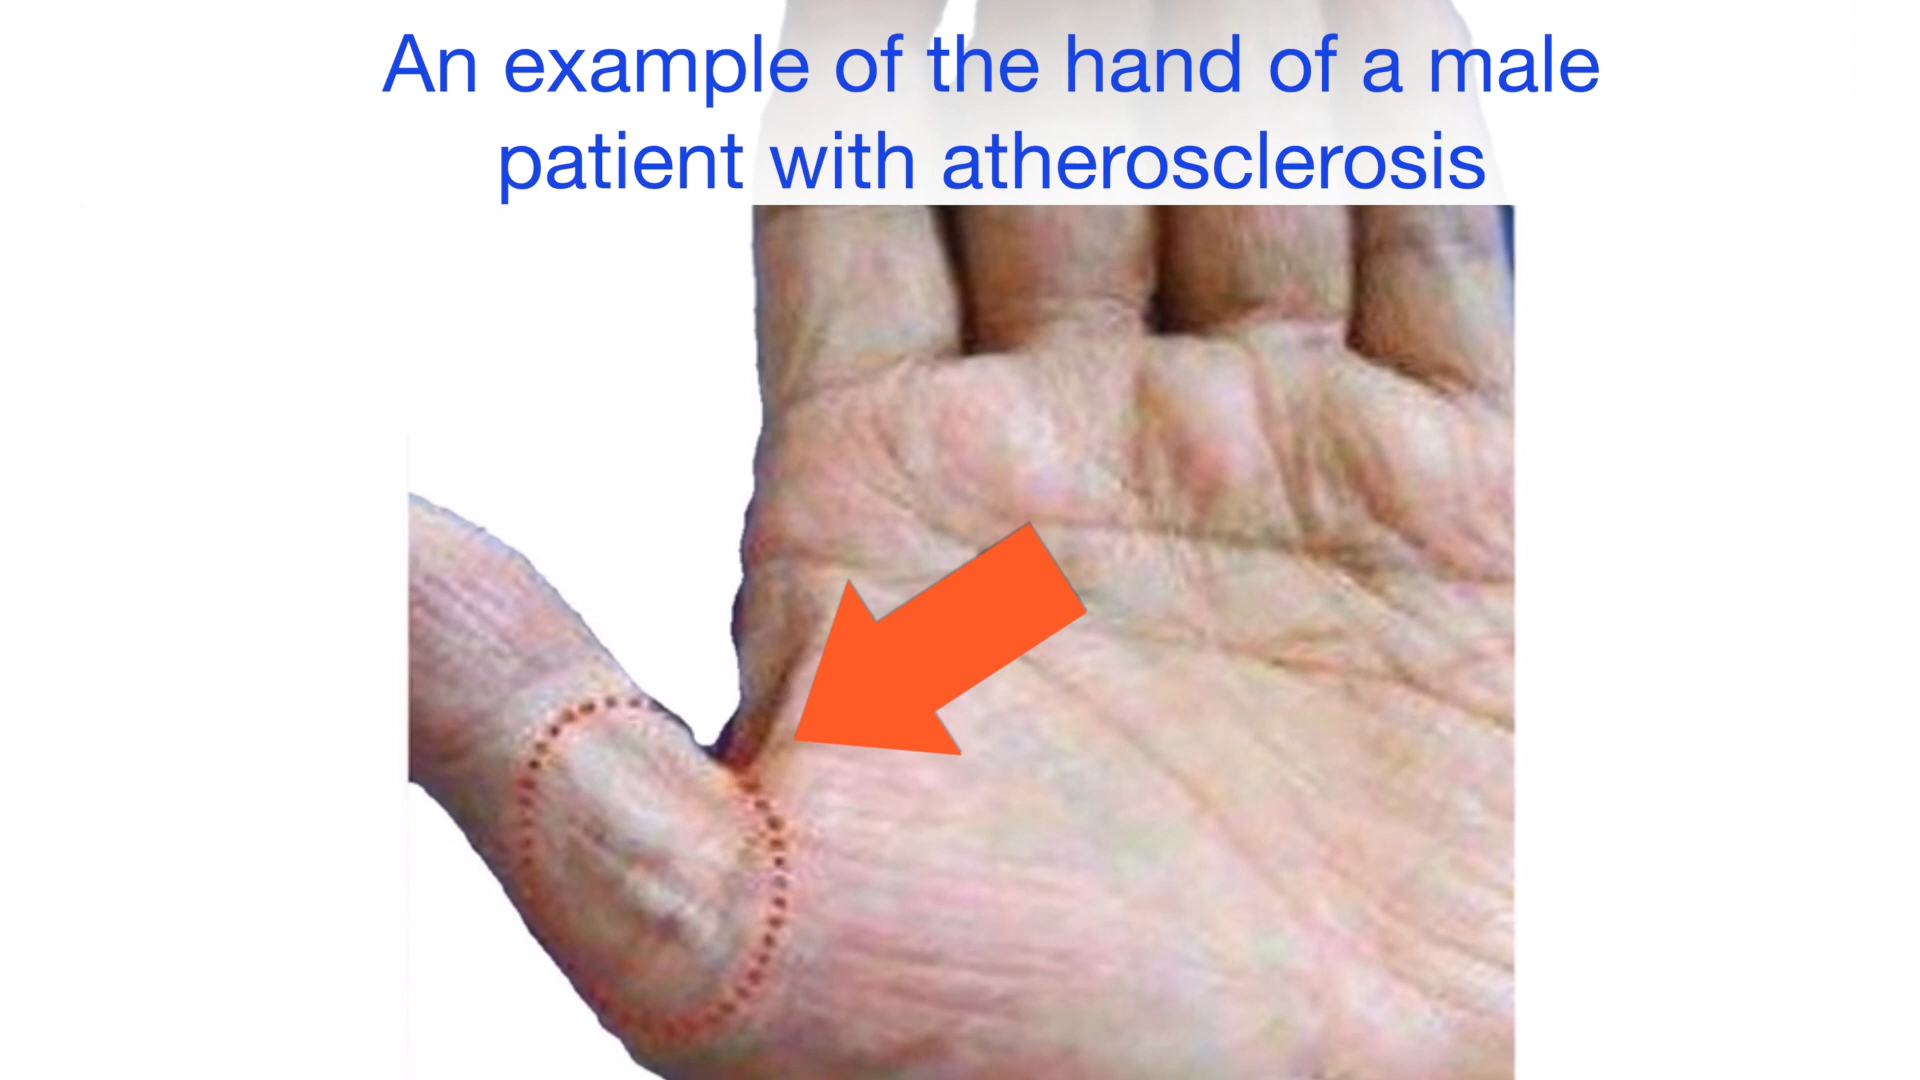 An example of the hand of a male
patient with atherosclerosis